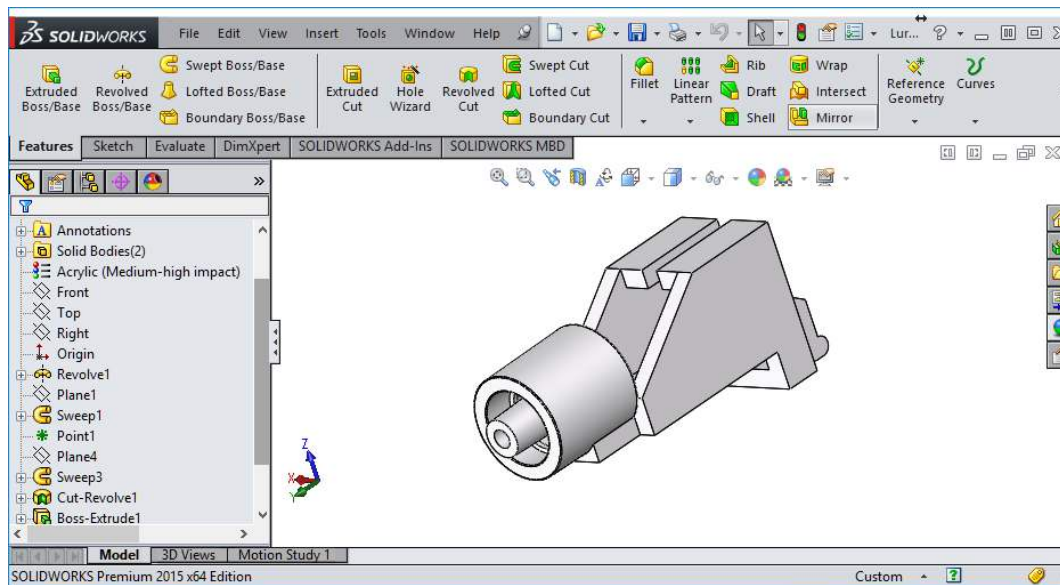 SOLIDWORKS File Edit View Insert Tools Window Help Lur... ?
Extruded Boss/Base
Revolved Boss/Base
Swept Boss/Base
Lofted Boss/Base
Boundary Boss/Base
Extruded Cut
Hole Wizard
Revolved Cut
Swept Cut
Lofted Cut
Boundary Cut
Fillet
Linear Pattern
Rib
Draft
Shell
Wrap
Intersect
Mirror
Reference Geometry
Curves
Features Sketch Evaluate DimXpert SOLIDWORKS Add-Ins SOLIDWORKS MBD
Annotations
Solid Bodies(2)
Acrylic (Medium-high impact)
Front
Top
Right
Origin
Revolve1
Plane1
Sweep1
Point1
Plane4
Sweep3
Cut-Revolve1
Boss-Extrude1
Z
X
Y
Model 3D Views Motion Study 1
SOLIDWORKS Premium 2015 x64 Edition Custom ?